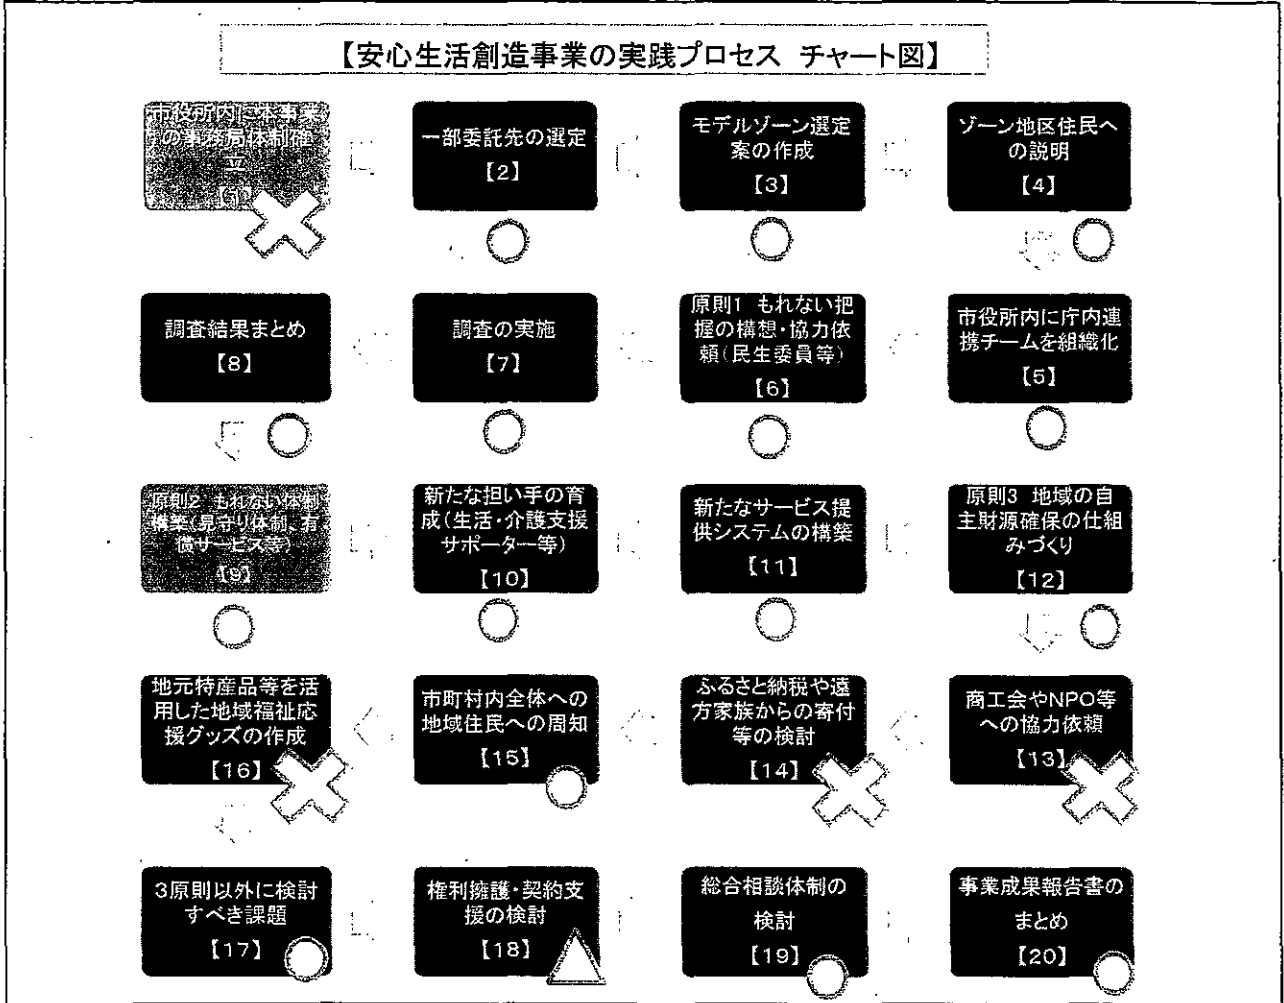 【安心生活創造事業の実践プロセス チャート図】
市役所内に本事業
の事務局体制確
立
【1】
一部委託先の選定
【2】
モデルゾーン選定
案の作成
【3】
ゾーン地区住民へ
の説明
【4】
調査結果まとめ
【8】
調査の実施
【7】
原則1 もれない把
握の構想・協力依
頼(民生委員等)
【6】
市役所内に庁内連
携チームを組織化
【5】
原則2 もれない体制
構築(見守り体制、有
償サービス等)
【9】
新たな担い手の育
成(生活・介護支援
サポーター等)
【10】
新たなサービス提
供システムの構築
【11】
原則3 地域の自
主財源確保の仕組
みづくり
【12】
地元特産品等を活
用した地域福祉応
援グッズの作成
【16】
市町村内全体への
地域住民への周知
【15】
ふるさと納税や遠
方家族からの寄付
等の検討
【14】
商工会やNPO等
への協力依頼
【13】
3原則以外に検討
すべき課題
【17】
権利擁護・契約支
援の検討
【18】
総合相談体制の
検討
【19】
事業成果報告書の
まとめ
【20】